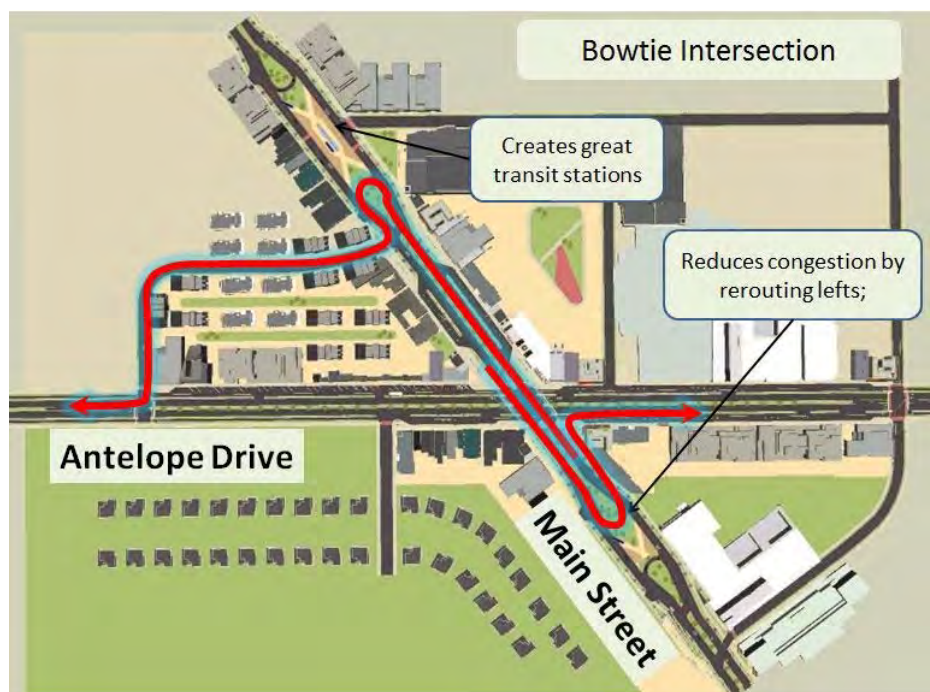 Bowtie Intersection
Creates great
transit stations
Reduces congestion by
rerouting lefts;
Antelope Drive
Main Street